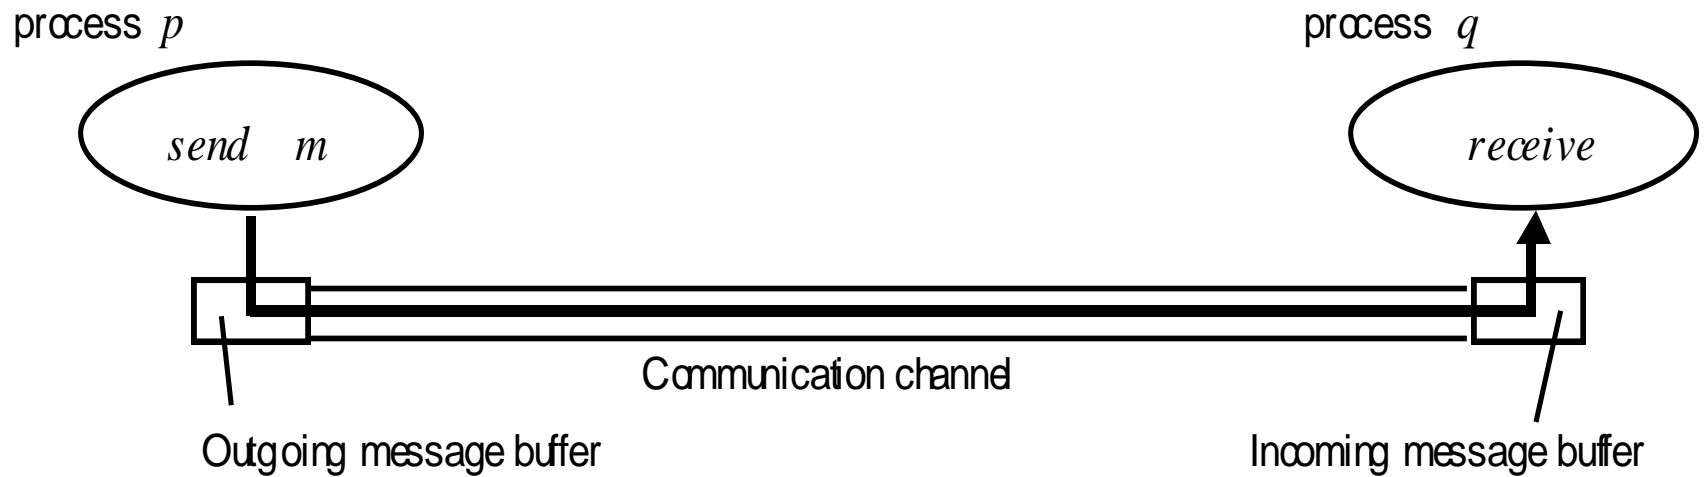 process p
process q
send m
receive
Communication channel
Outgoing message buffer
Incoming message buffer